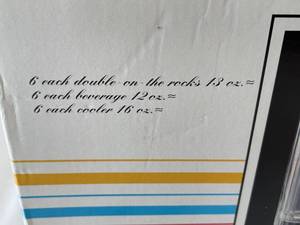 6 each double-on-the rocks 13 oz.≈
6 each beverage 12 oz.≈
6 each cooler 16 oz.≈